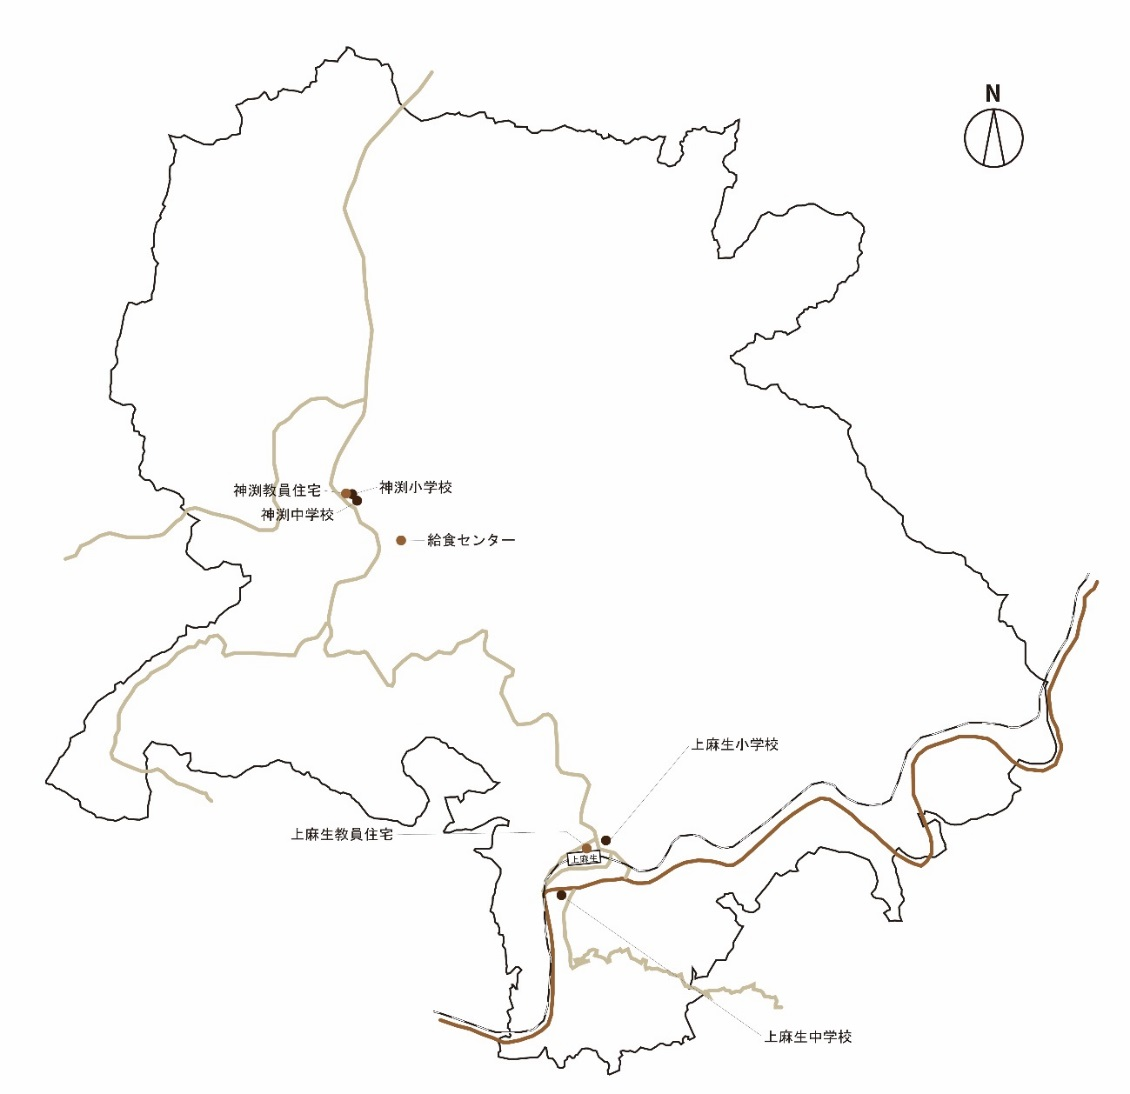 N
神渕教員住宅
神渕小学校
神渕中学校
給食センター
上麻生小学校
上麻生教員住宅
上麻生
上麻生中学校